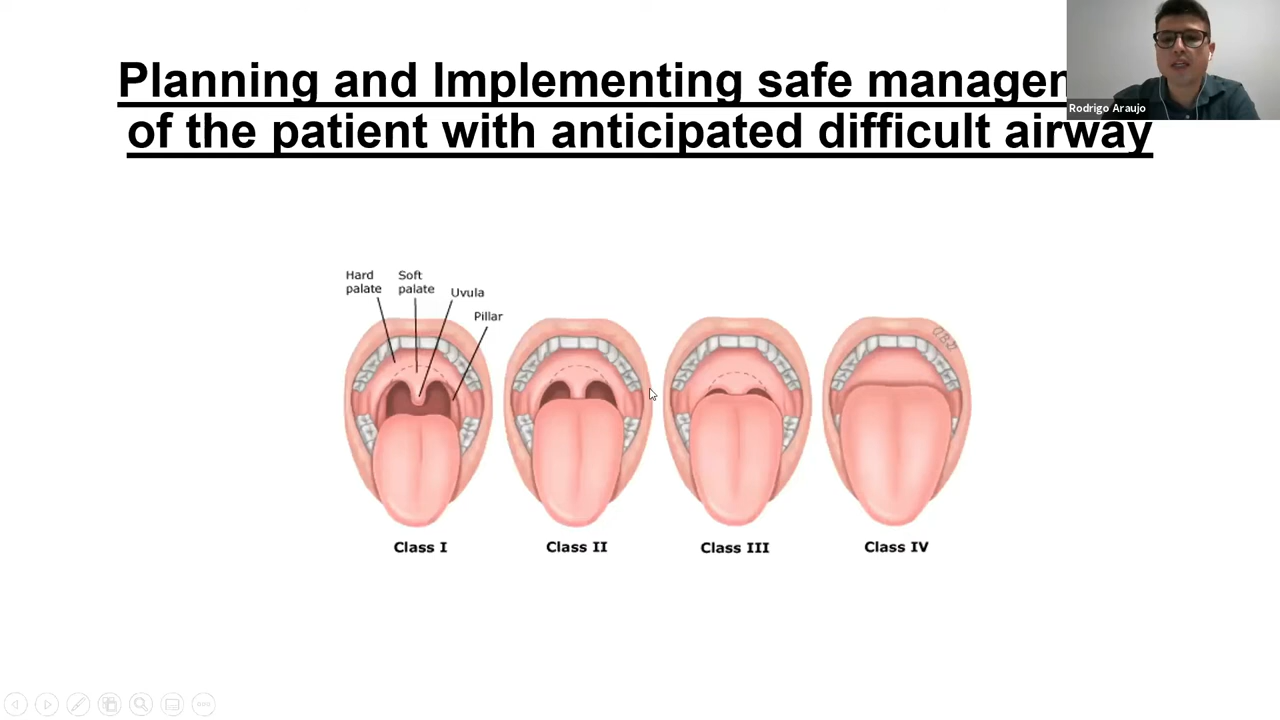 Planning and Implementing safe managem
of the patient with anticipated difficult airway
Rodrigo Araujo
Hard
palate
Soft
palate
Uvula
Pillar
Class I
Class II
Class III
Class IV